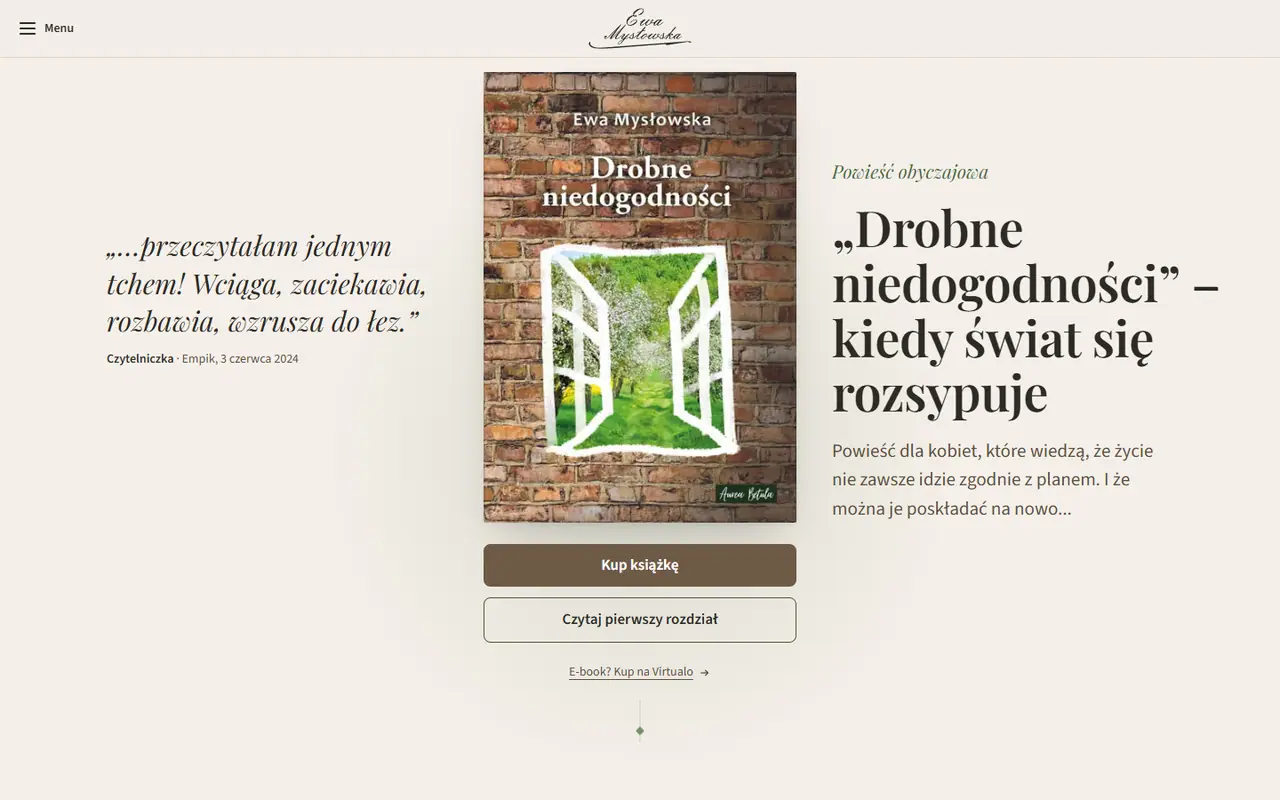 Menu
Ewa
Mysłowska
„…przeczytałam jednym
tchem! Wciąga, zaciekawia,
rozbawia, wzrusza do łez.”
Czytelniczka · Empik, 3 czerwca 2024
Ewa Mysłowska
Drobne
niedogodności
Aurea Betula
Kup książkę
Czytaj pierwszy rozdział
E-book? Kup na Virtualo →
Powieść obyczajowa
„Drobne
niedogodności” –
kiedy świat się
rozsypuje
Powieść dla kobiet, które wiedzą, że życie
nie zawsze idzie zgodnie z planem. I że
można je poskładać na nowo...